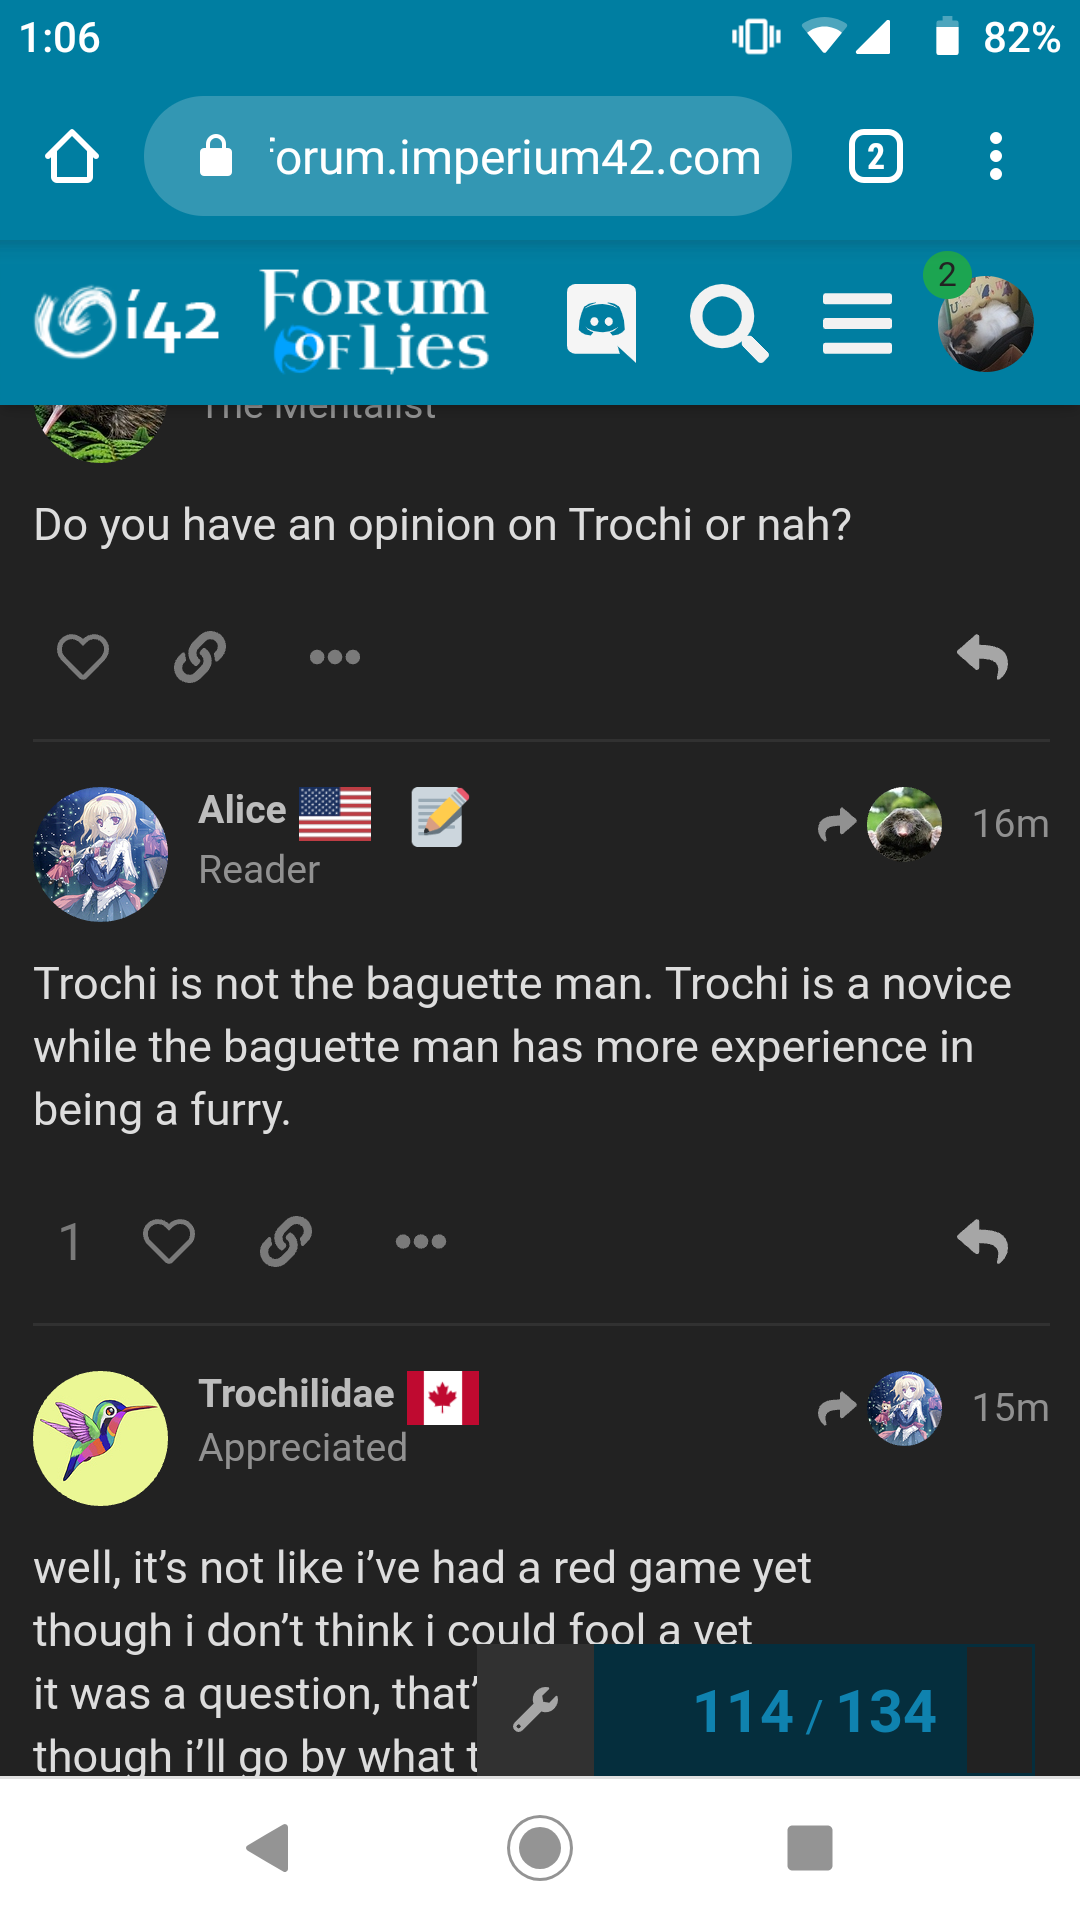 1:06
82%
forum.imperium42.com
2
i42
FORUM
OF LIES
2
The Mentalist
Do you have an opinion on Trochi or nah?
Alice
Reader
16m
Trochi is not the baguette man. Trochi is a novice
while the baguette man has more experience in
being a furry.
1
Trochilidae
Appreciated
15m
well, it’s not like i’ve had a red game yet
though i don’t think i could fool a vet
it was a question, that’
though i’ll go by what t
114 / 134